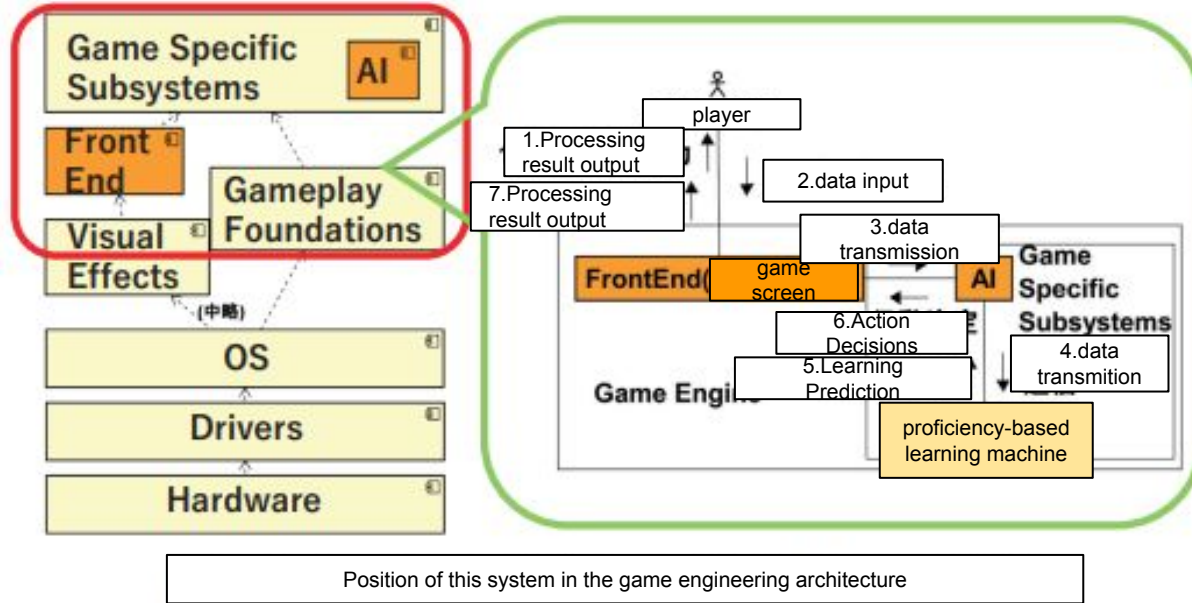 Game Specific
Subsystems
AI
Front
End
Gameplay
Foundations
Visual
Effects
(中略)
OS
Drivers
Hardware
player
1.Processing
result output
7.Processing
result output
2.data input
3.data
transmission
FrontEnd(
game
screen
AI
Game
Specific
Subsystems
6.Action
Decisions
5.Learning
Prediction
4.data
transmition
Game Engine
proficiency-based
learning machine
Position of this system in the game engineering architecture